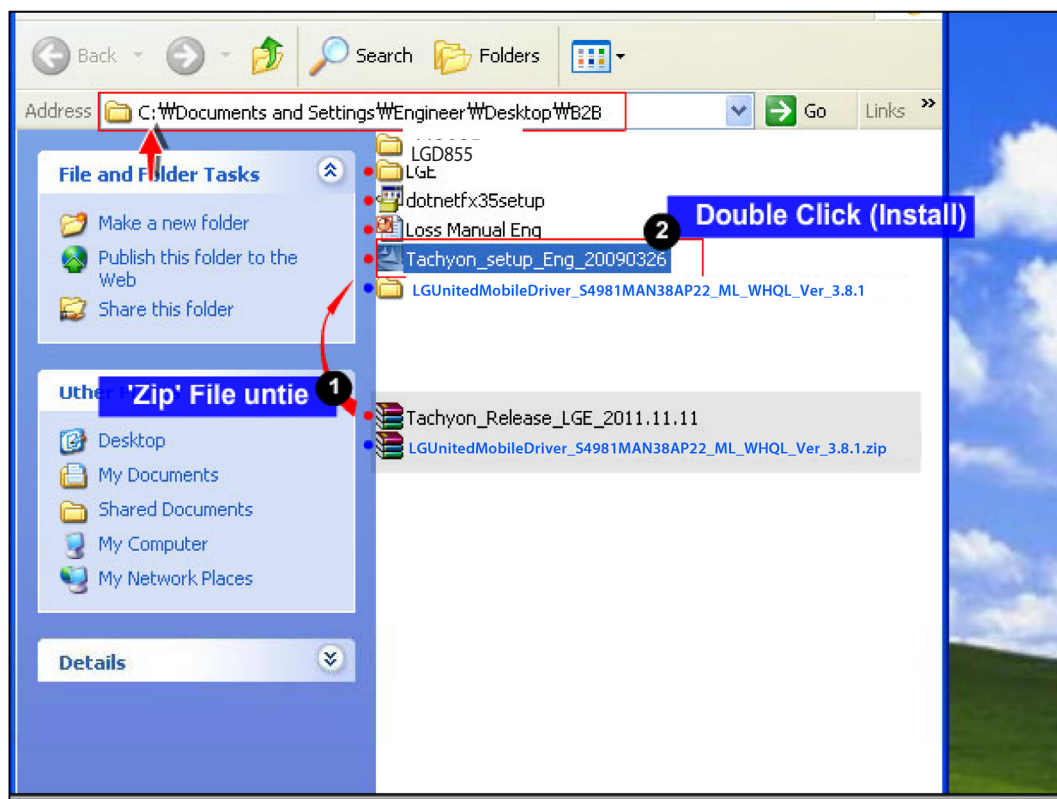 Back
Search
Folders
Address C:₩Documents and Settings₩Engineer₩Desktop₩B2B
Go
Links »
File and Folder Tasks
Make a new folder
Publish this folder to the
Web
Share this folder
LGD855
LGE
dotnetfx35setup
Loss Manual Eng
2
Double Click (Install)
Tachyon_setup_Eng_20090326
LGUnitedMobileDriver_S4981MAN38AP22_ML_WHQL_Ver_3.8.1
'Zip' File untie
1
Desktop
My Documents
Shared Documents
My Computer
My Network Places
Tachyon_Release_LGE_2011.11.11
LGUnitedMobileDriver_S4981MAN38AP22_ML_WHQL_Ver_3.8.1.zip
Details